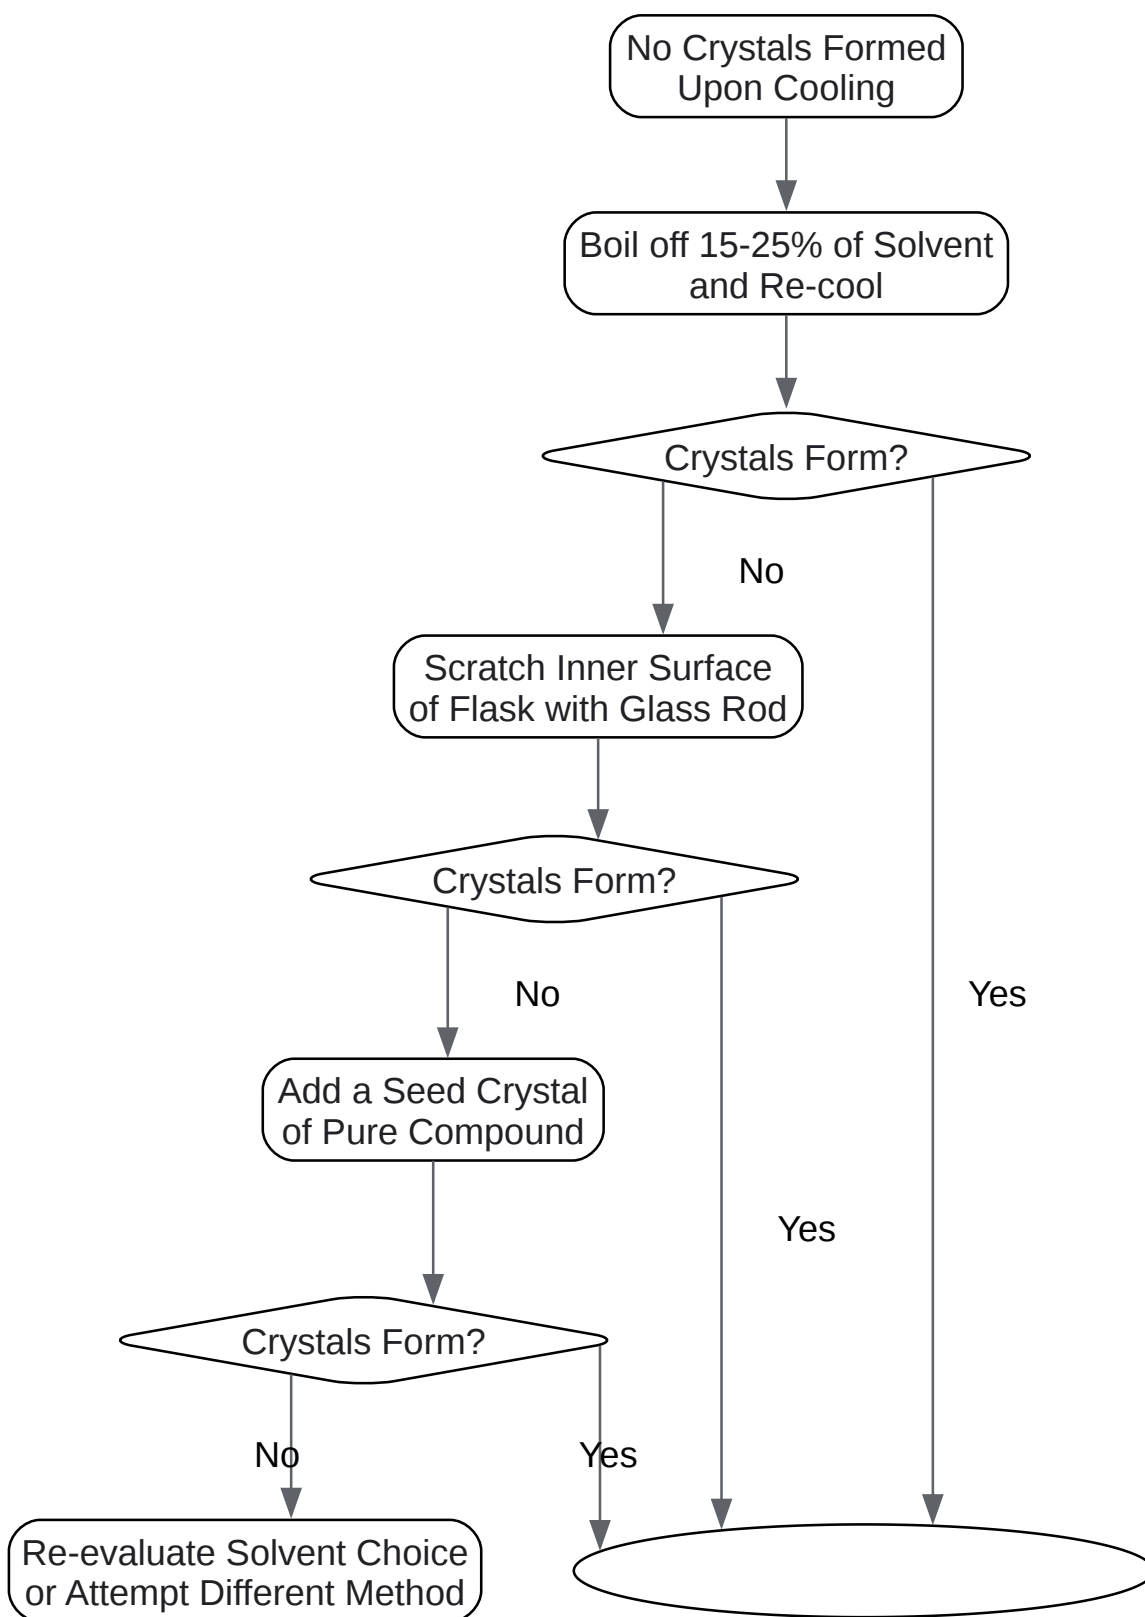 No Crystals Formed
Upon Cooling
Boil off 15-25% of Solvent
and Re-cool
Crystals Form?
No
Scratch Inner Surface
of Flask with Glass Rod
Crystals Form?
No
Yes
Add a Seed Crystal
of Pure Compound
Yes
Crystals Form?
No
Yes
Re-evaluate Solvent Choice
or Attempt Different Method